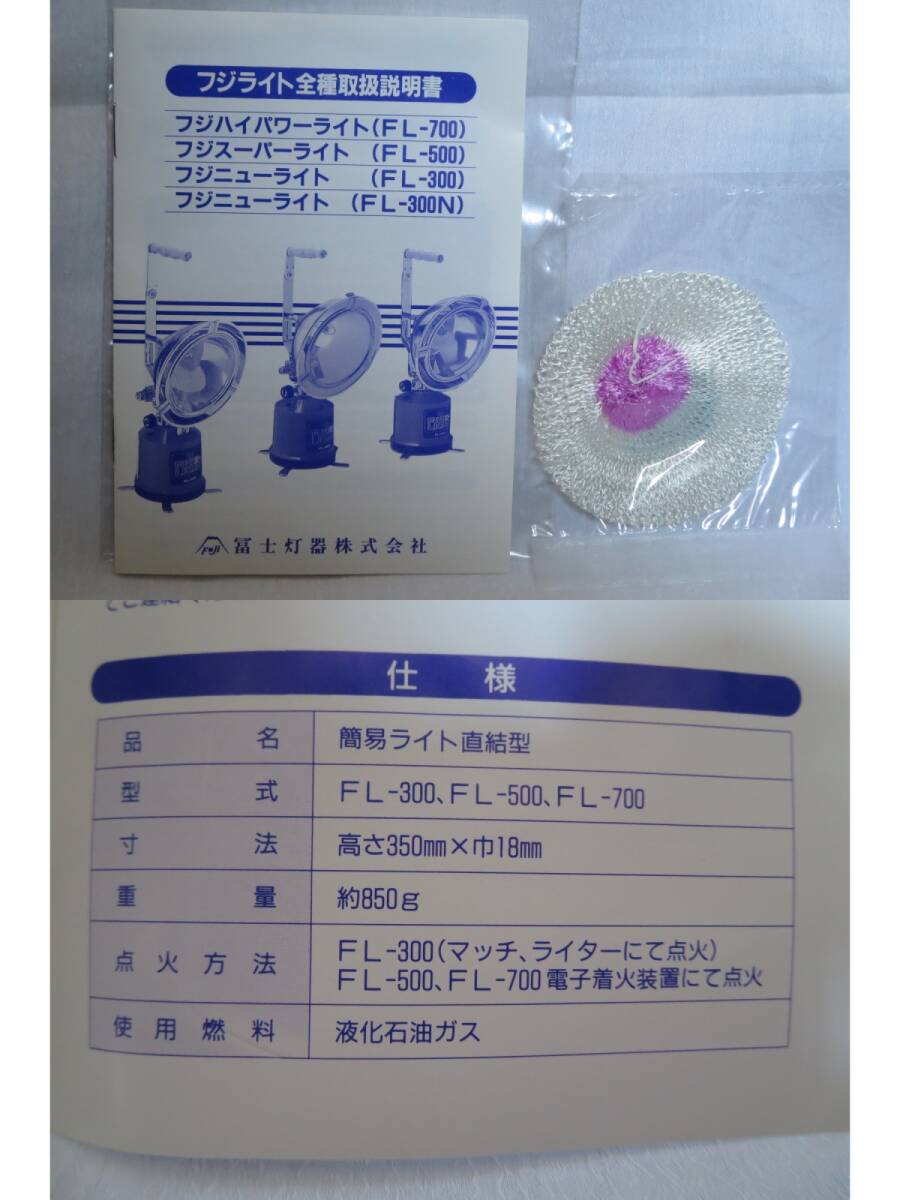 フジライト全種取扱説明書
フジハイパワーライト(FL-700)
フジスーパーライト (FL-500)
フジニューライト (FL-300)
フジニューライト (FL-300N)
Fuji 冨士灯器株式会社
仕様
品名 簡易ライト直結型
型式 FL-300、FL-500、FL-700
寸法 高さ350mm×巾18mm
重量 約850g
点火方法 FL-300(マッチ、ライターにて点火)
FL-500、FL-700電子着火装置にて点火
使用燃料 液化石油ガス